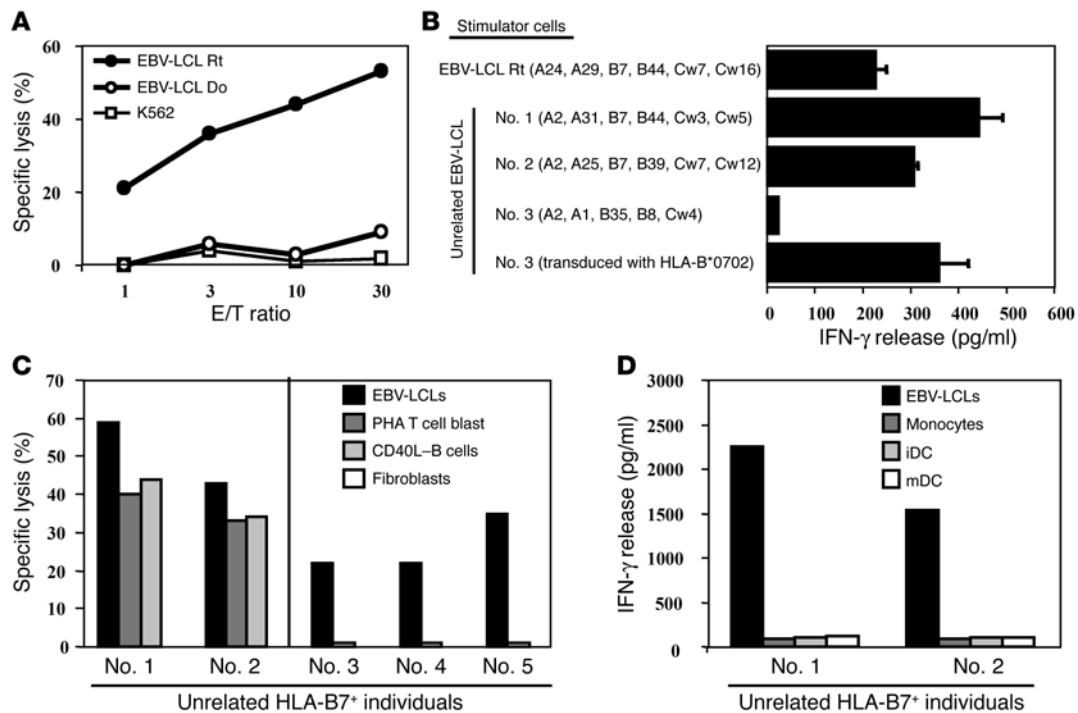 A
60
40
20
0
Specific lysis (%)
EBV-LCL Rt
EBV-LCL Do
K562
1 3 10 30
E/T ratio
B
Stimulator cells
EBV-LCL Rt (A24, A29, B7, B44, Cw7, Cw16)
Unrelated EBV-LCL
No. 1 (A2, A31, B7, B44, Cw3, Cw5)
No. 2 (A2, A25, B7, B39, Cw7, Cw12)
No. 3 (A2, A1, B35, B8, Cw4)
No. 3 (transduced with HLA-B*0702)
0 100 200 300 400 500 600
IFN-γ release (pg/ml)
C
70
60
50
40
30
20
10
0
Specific lysis (%)
EBV-LCLs
PHA T cell blast
CD40L–B cells
Fibroblasts
No. 1 No. 2 No. 3 No. 4 No. 5
Unrelated HLA-B7+ individuals
D
3000
2500
2000
1500
1000
500
0
IFN-γ release (pg/ml)
EBV-LCLs
Monocytes
iDC
mDC
No. 1 No. 2
Unrelated HLA-B7+ individuals